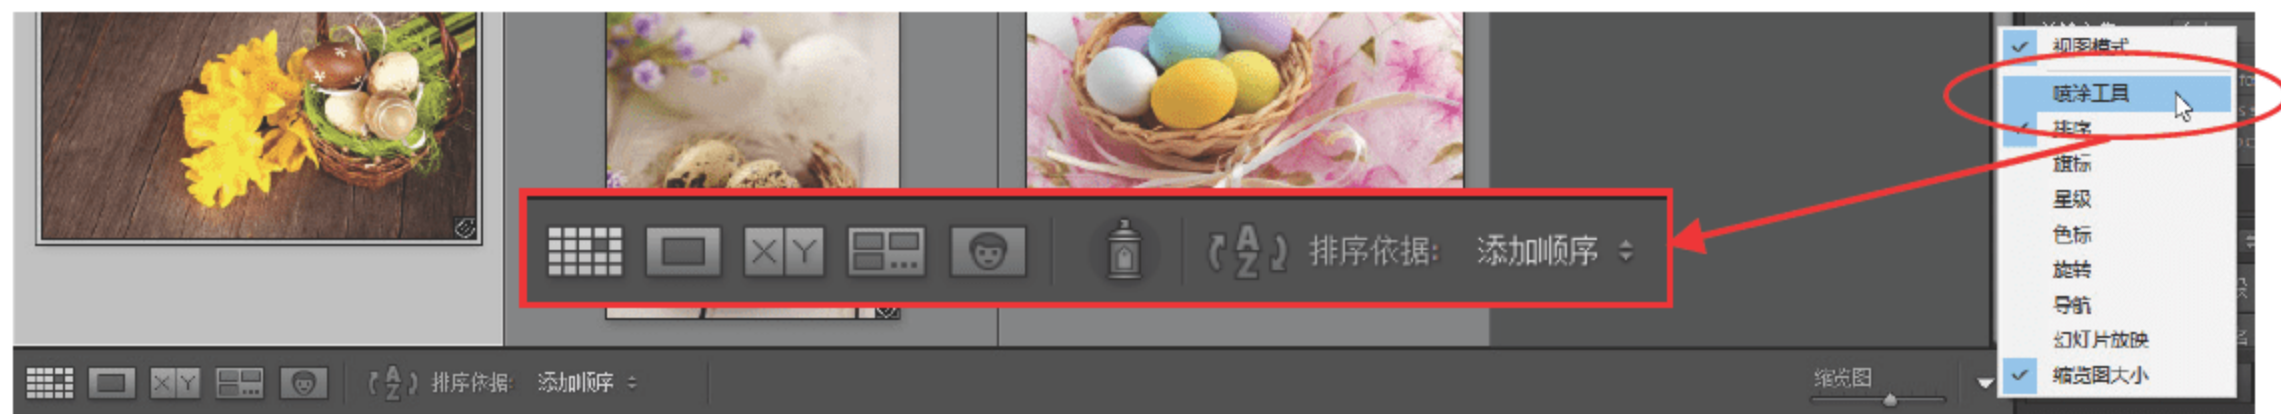 视图模式
喷涂工具
排序
旗标
星级
色标
旋转
导航
幻灯片放映
缩览图大小
XY A Z 排序依据: 添加顺序
XY A Z 排序依据: 添加顺序 缩览图